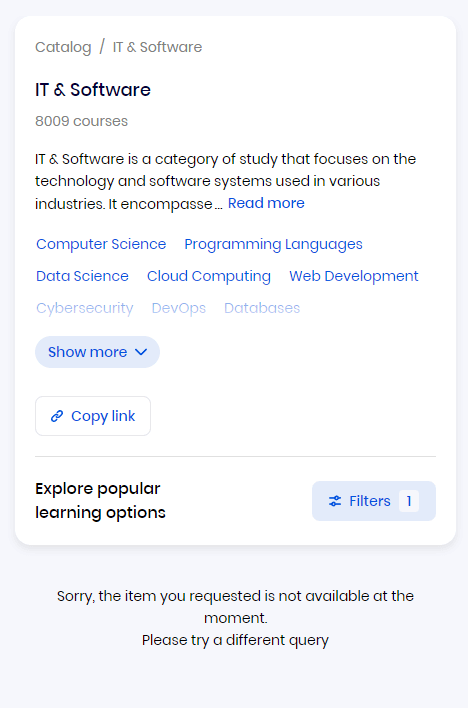 Catalog / IT & Software
IT & Software
8009 courses
IT & Software is a category of study that focuses on the
technology and software systems used in various
industries. It encompasse... Read more
Computer Science Programming Languages
Data Science Cloud Computing Web Development
Cybersecurity DevOps Databases
Show more
Copy link
Explore popular
learning options
Filters 1
Sorry, the item you requested is not available at the
moment.
Please try a different query